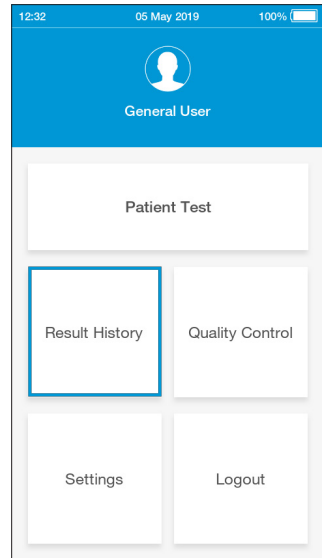 12:32 05 May 2019 100%
General User
Patient Test
Result History Quality Control
Settings Logout